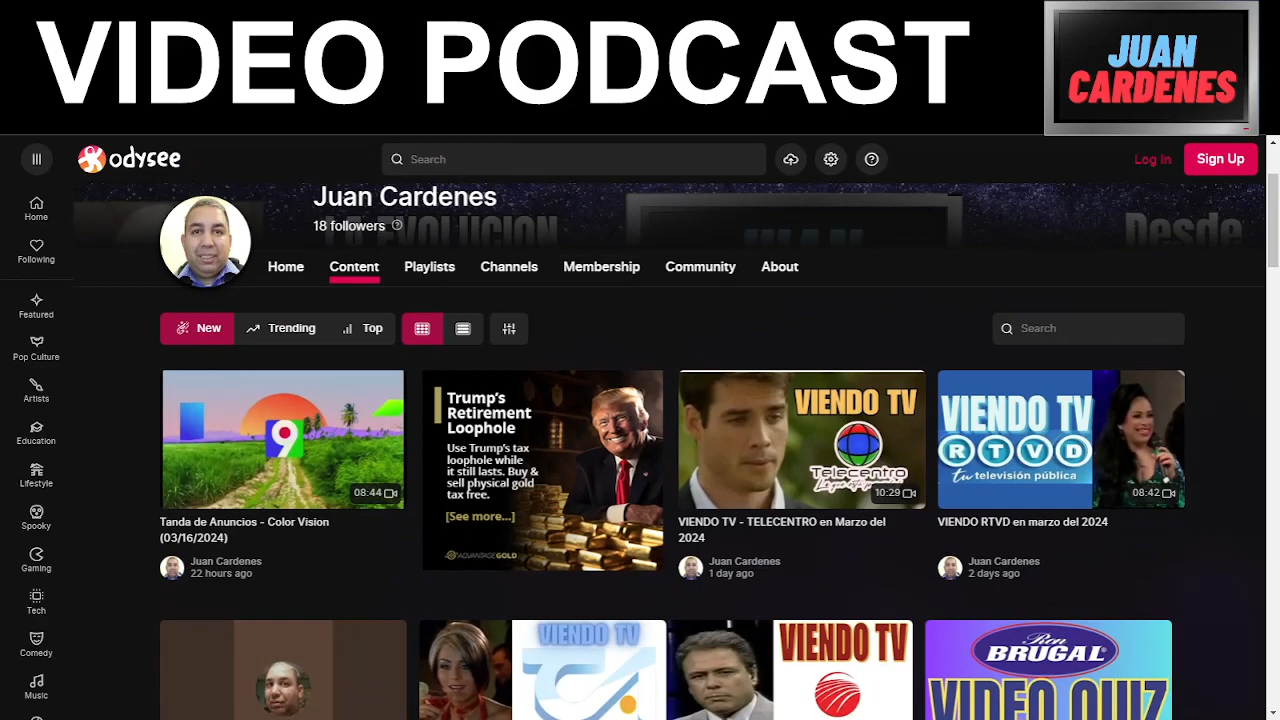 VIDEO PODCAST
JUAN
CARDENES
odysee
Search
Log In
Sign Up
Juan Cardenes
18 followers
LA EVOLUCION
Desde
Home
Content
Playlists
Channels
Membership
Community
About
Home
Following
Featured
Pop Culture
Artists
Education
Lifestyle
Spooky
Gaming
Tech
Comedy
Music
New
Trending
Top
Search
9
08:44
Tanda de Anuncios - Color Vision
(03/16/2024)
Juan Cardenes
22 hours ago
Trump's
Retirement
Loophole
Use Trump's tax
loophole while
it still lasts. Buy &
sell physical gold
tax free.
[See more...]
ADVANTAGEGOLD
VIENDO TV
Telecentro
10:29
VIENDO TV - TELECENTRO en Marzo del
2024
Juan Cardenes
1 day ago
VIENDO TV
RTVD
tu televisión pública
08:42
VIENDO RTVD en marzo del 2024
Juan Cardenes
2 days ago
VIENDO TV
VIENDO TV
Ron
BRUGAL
VIDEO QUIZ